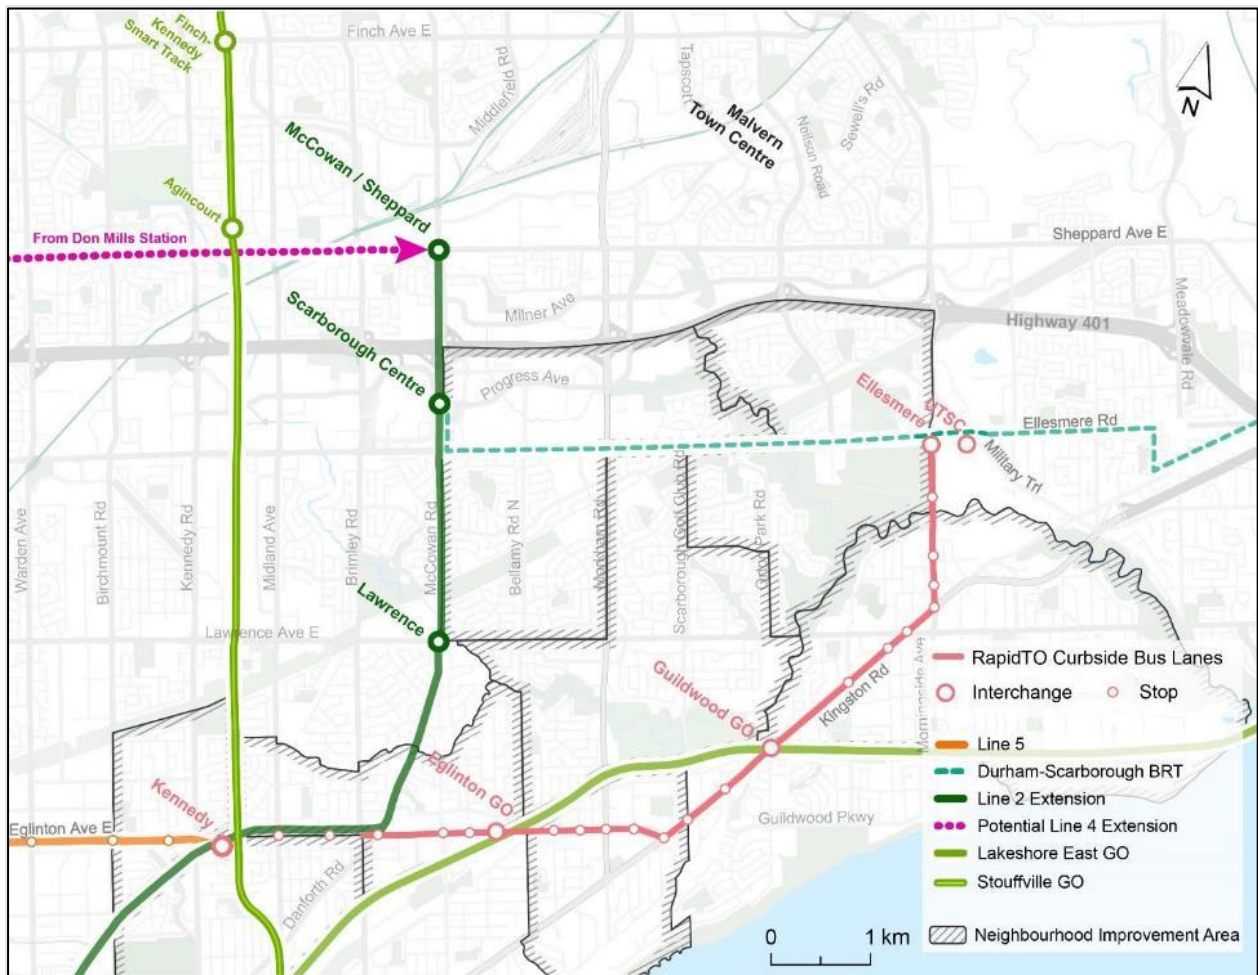 Finch-
Kennedy
Smart Track
Finch Ave E
Middlefield Rd
Tapscott
Malvern
Town Centre
Neilson Road
Sewell's Rd
N
McCowan / Sheppard
Agincourt
From Don Mills Station
Sheppard Ave E
Meadowvale Rd
Scarborough Centre
Milner Ave
Highway 401
Progress Ave
Ellesmere
UTSC
Ellesmere Rd
Military Trl
Warden Ave
Birchmount Rd
Kennedy Rd
Midland Ave
Brimley Rd
McCowan Rd
Bellamy Rd N
Markham Rd
Scarborough Golf Club Rd
Orton Park Rd
Lawrence
Lawrence Ave E
Guildwood GO
Kingston Rd
Morningside Ave
Kennedy
Eglinton GO
Eglinton Ave E
Danforth Rd
Guildwood Pkwy
RapidTO Curbside Bus Lanes
Interchange
Stop
Line 5
Durham-Scarborough BRT
Line 2 Extension
Potential Line 4 Extension
Lakeshore East GO
Stouffville GO
Neighbourhood Improvement Area
0 1 km